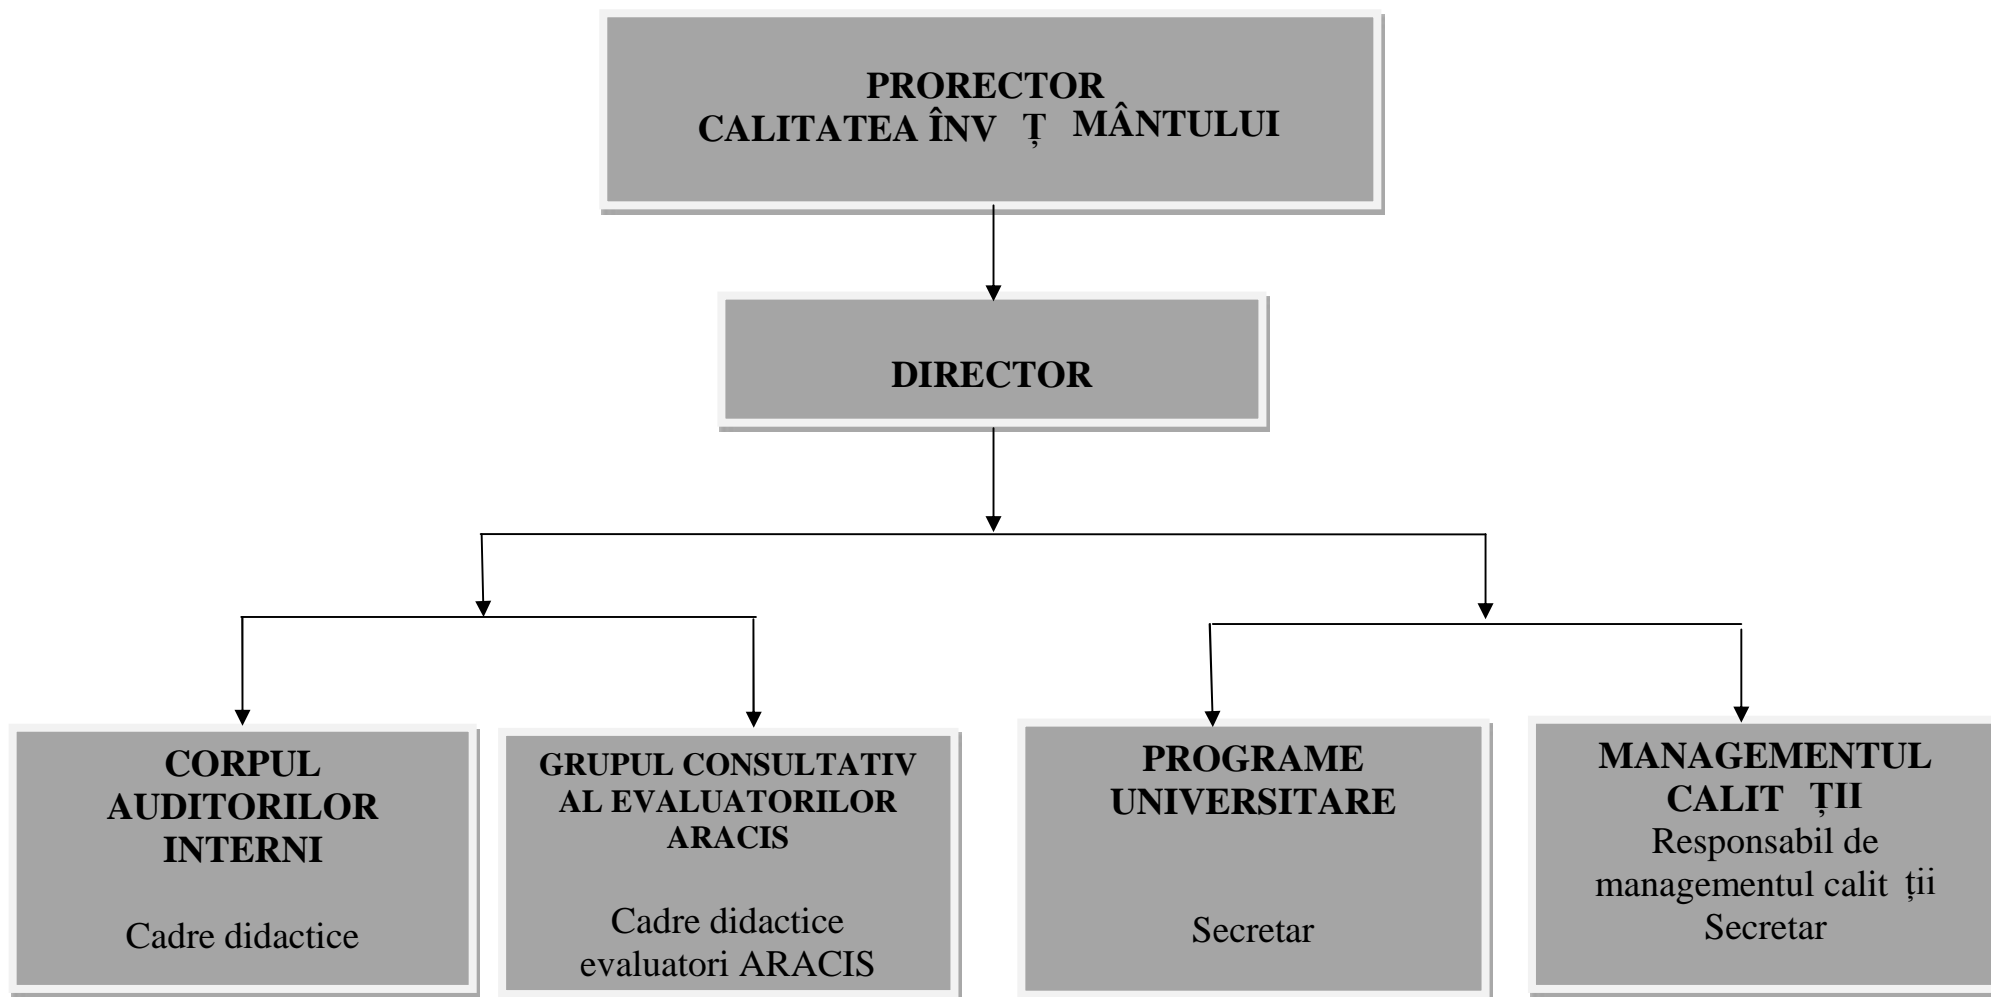 PRORECTOR
CALITATEA ÎNV Ț MÂNTULUI
DIRECTOR
CORPUL
AUDITORILOR
INTERNI
Cadre didactice
GRUPUL CONSULTATIV
AL EVALUATORILOR
ARACIS
Cadre didactice
evaluatori ARACIS
PROGRAME
UNIVERSITARE
Secretar
MANAGEMENTUL
CALIT ȚII
Responsabil de
managementul calit ții
Secretar